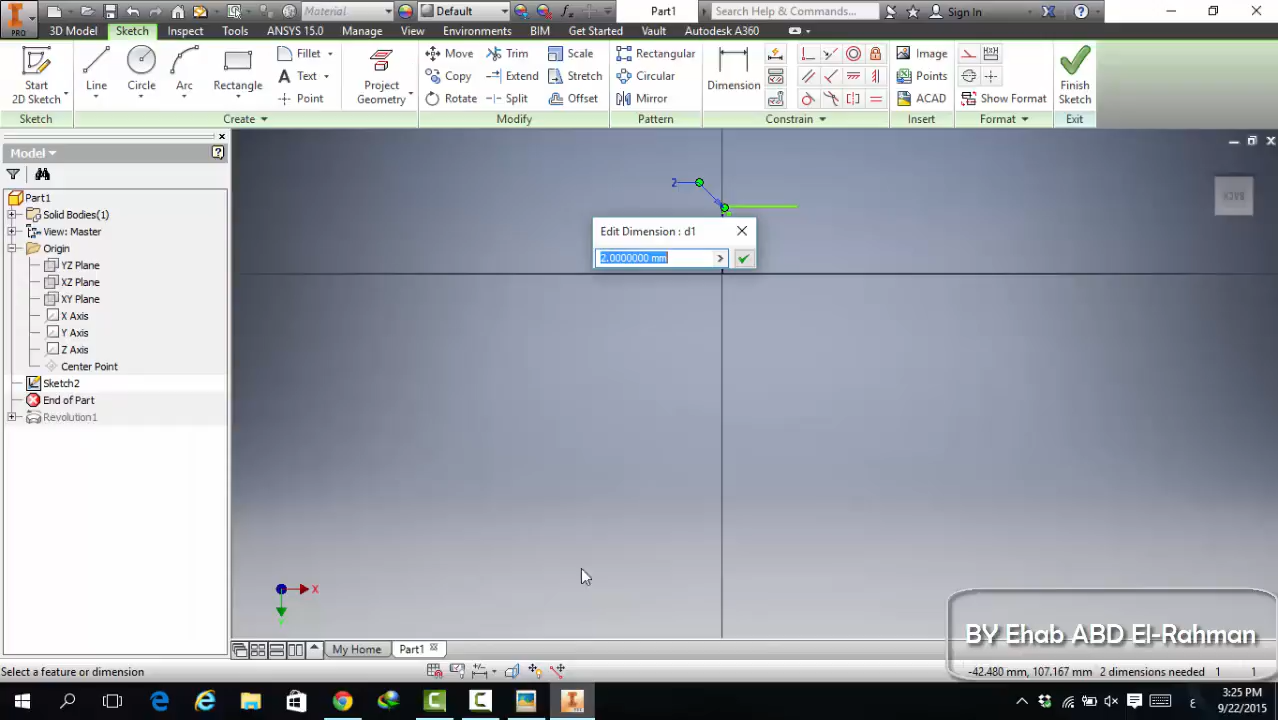 Material
Default
Part1
Search Help & Commands...
Sign In
PRO
3D Model
Sketch
Inspect
Tools
ANSYS 15.0
Manage
View
Environments
BIM
Get Started
Vault
Autodesk A360
Start
2D Sketch
Line
Circle
Arc
Rectangle
Fillet
Text
Point
Project
Geometry
Move
Copy
Rotate
Trim
Extend
Split
Scale
Stretch
Offset
Rectangular
Circular
Mirror
Dimension
Image
Points
ACAD
Show Format
Finish
Sketch
Sketch
Create
Modify
Pattern
Constrain
Insert
Format
Exit
Model
Part1
Solid Bodies(1)
View: Master
Origin
YZ Plane
XZ Plane
XY Plane
X Axis
Y Axis
Z Axis
Center Point
Sketch2
End of Part
Revolution1
2
Edit Dimension : d1
2.0000000 mm
BACK
X
Y
My Home
Part1
BY Ehab ABD El-Rahman
Select a feature or dimension
-42.480 mm, 107.167 mm
2 dimensions needed
1
1
ع
3:25 PM
9/22/2015